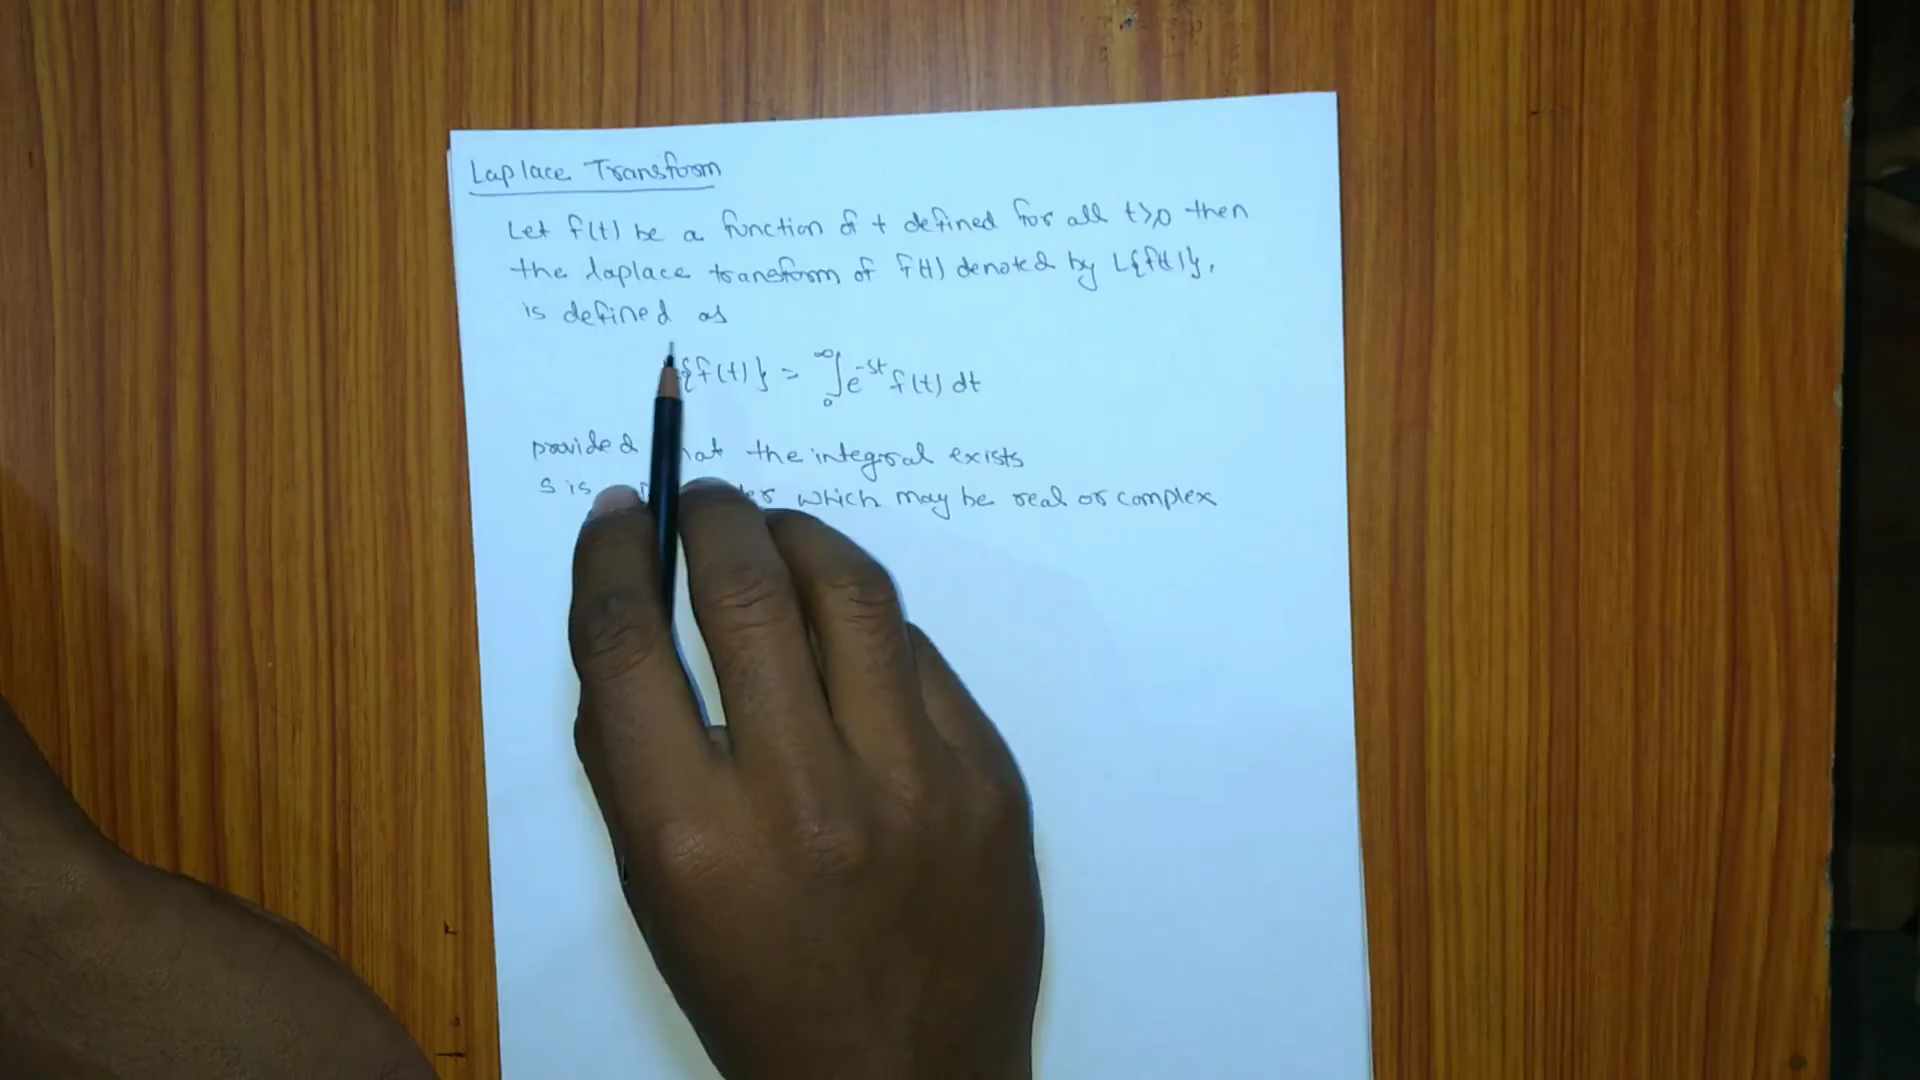 Laplace Transform
Let f(t) be a function of t defined for all t≥0 then
the laplace transform of f(t) denoted by L{f(t)},
is defined as
{f(t)} = ∫₀^∞ e^-st f(t) dt
provided the integral exists
s is which may be real or complex